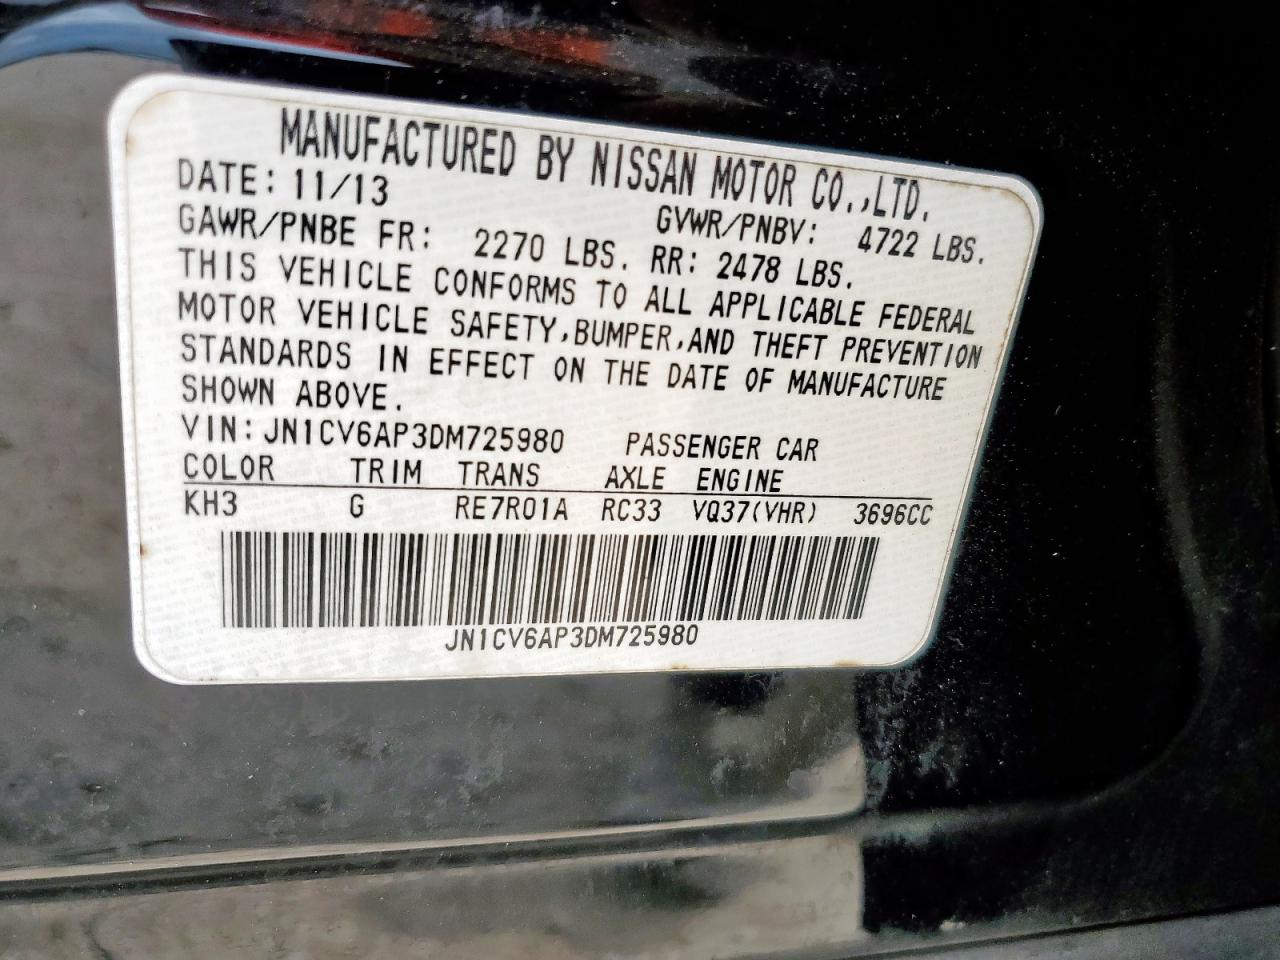 MANUFACTURED BY NISSAN MOTOR CO.,LTD.
DATE: 11/13 GVWR/PNBV: 4722 LBS.
GAWR/PNBE FR: 2270 LBS. RR: 2478 LBS.
THIS VEHICLE CONFORMS TO ALL APPLICABLE FEDERAL
MOTOR VEHICLE SAFETY,BUMPER,AND THEFT PREVENTION
STANDARDS IN EFFECT ON THE DATE OF MANUFACTURE
SHOWN ABOVE.
VIN:JN1CV6AP3DM725980 PASSENGER CAR
COLOR TRIM TRANS AXLE ENGINE
KH3 G RE7R01A RC33 VQ37(VHR) 3696CC
JN1CV6AP3DM725980